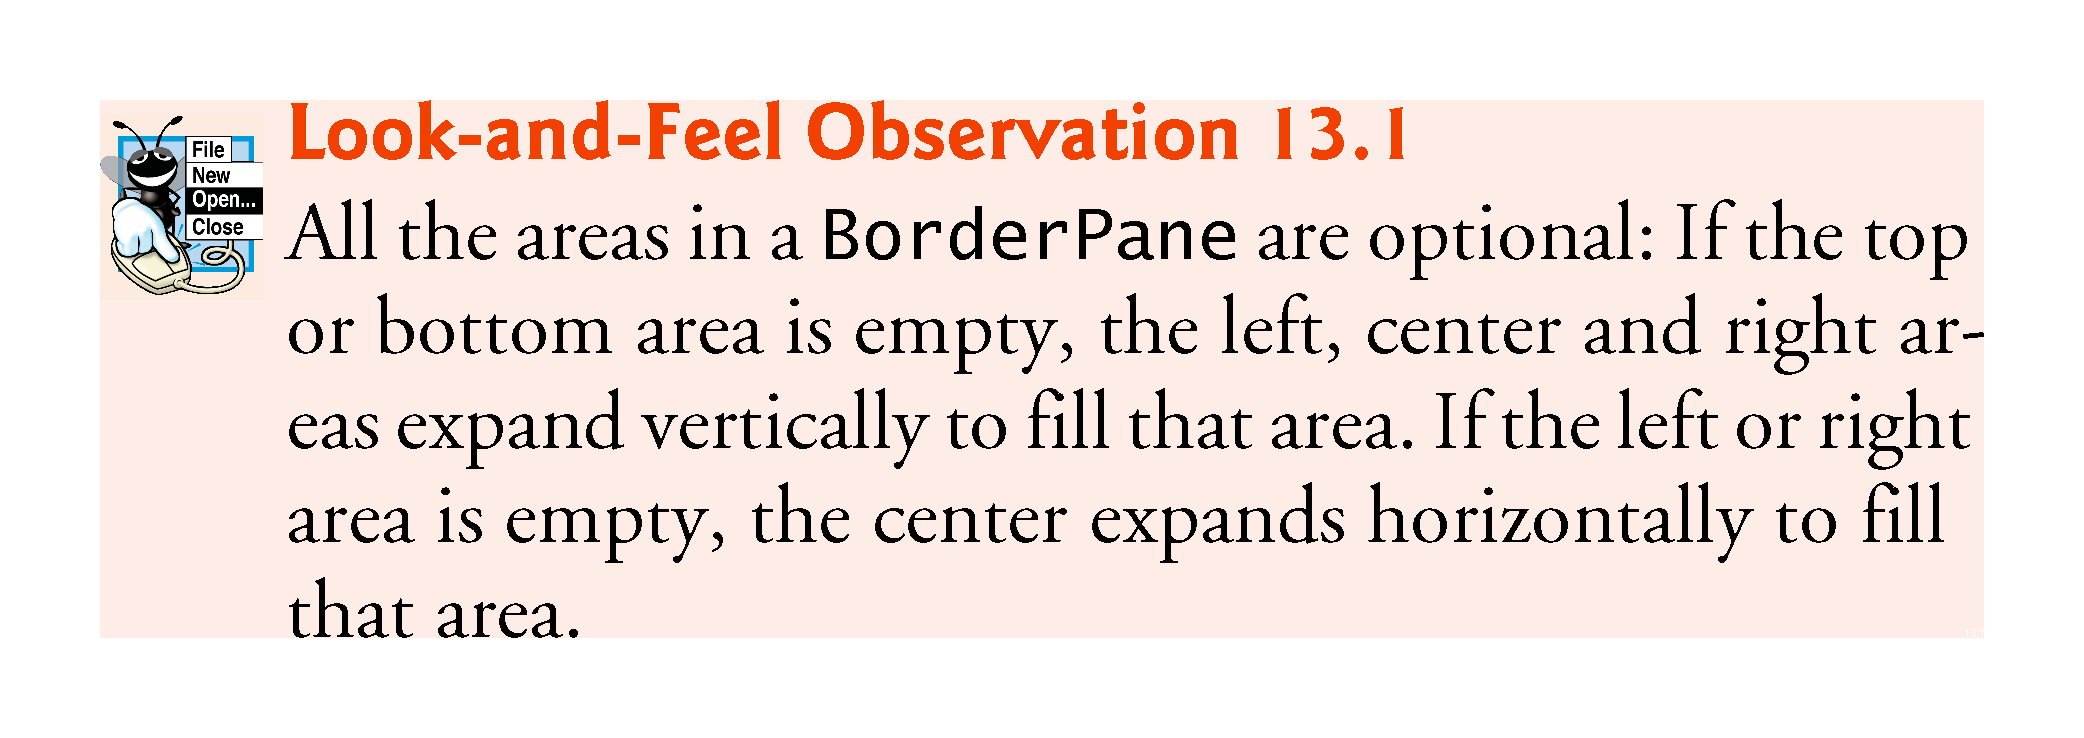 Look-and-Feel Observation 13.1
File
New
Open...
Close
All the areas in a BorderPane are optional: If the top
or bottom area is empty, the left, center and right ar-
eas expand vertically to fill that area. If the left or right
area is empty, the center expands horizontally to fill
that area.